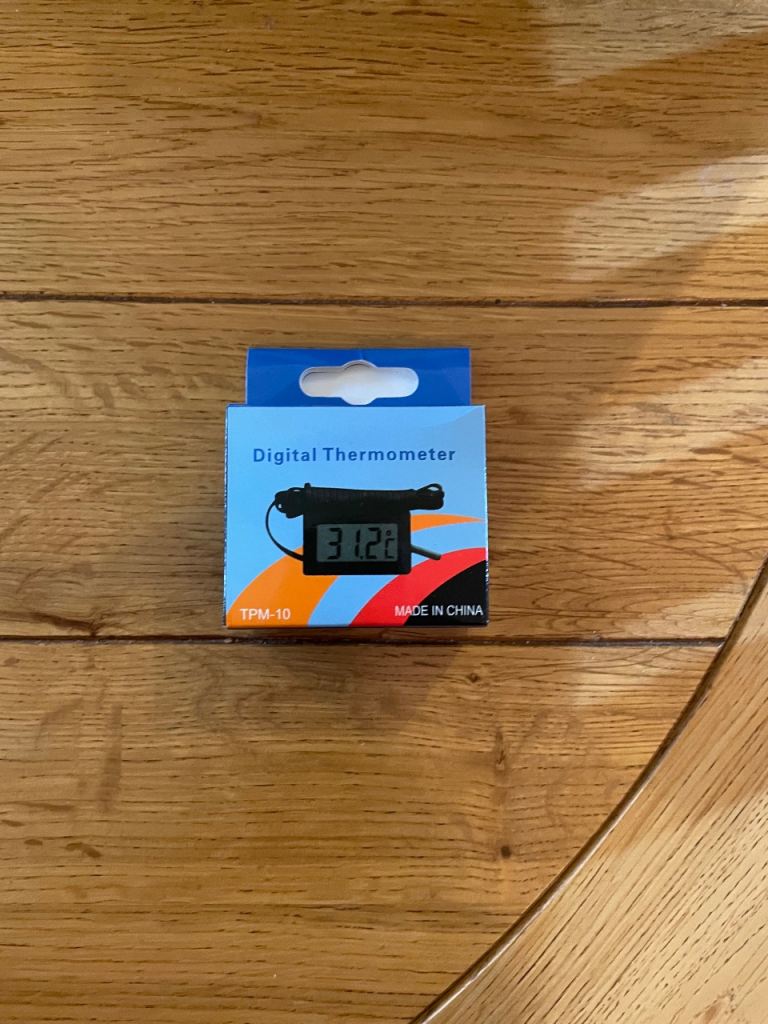 Digital Thermometer
31.2°C
TPM-10
MADE IN CHINA